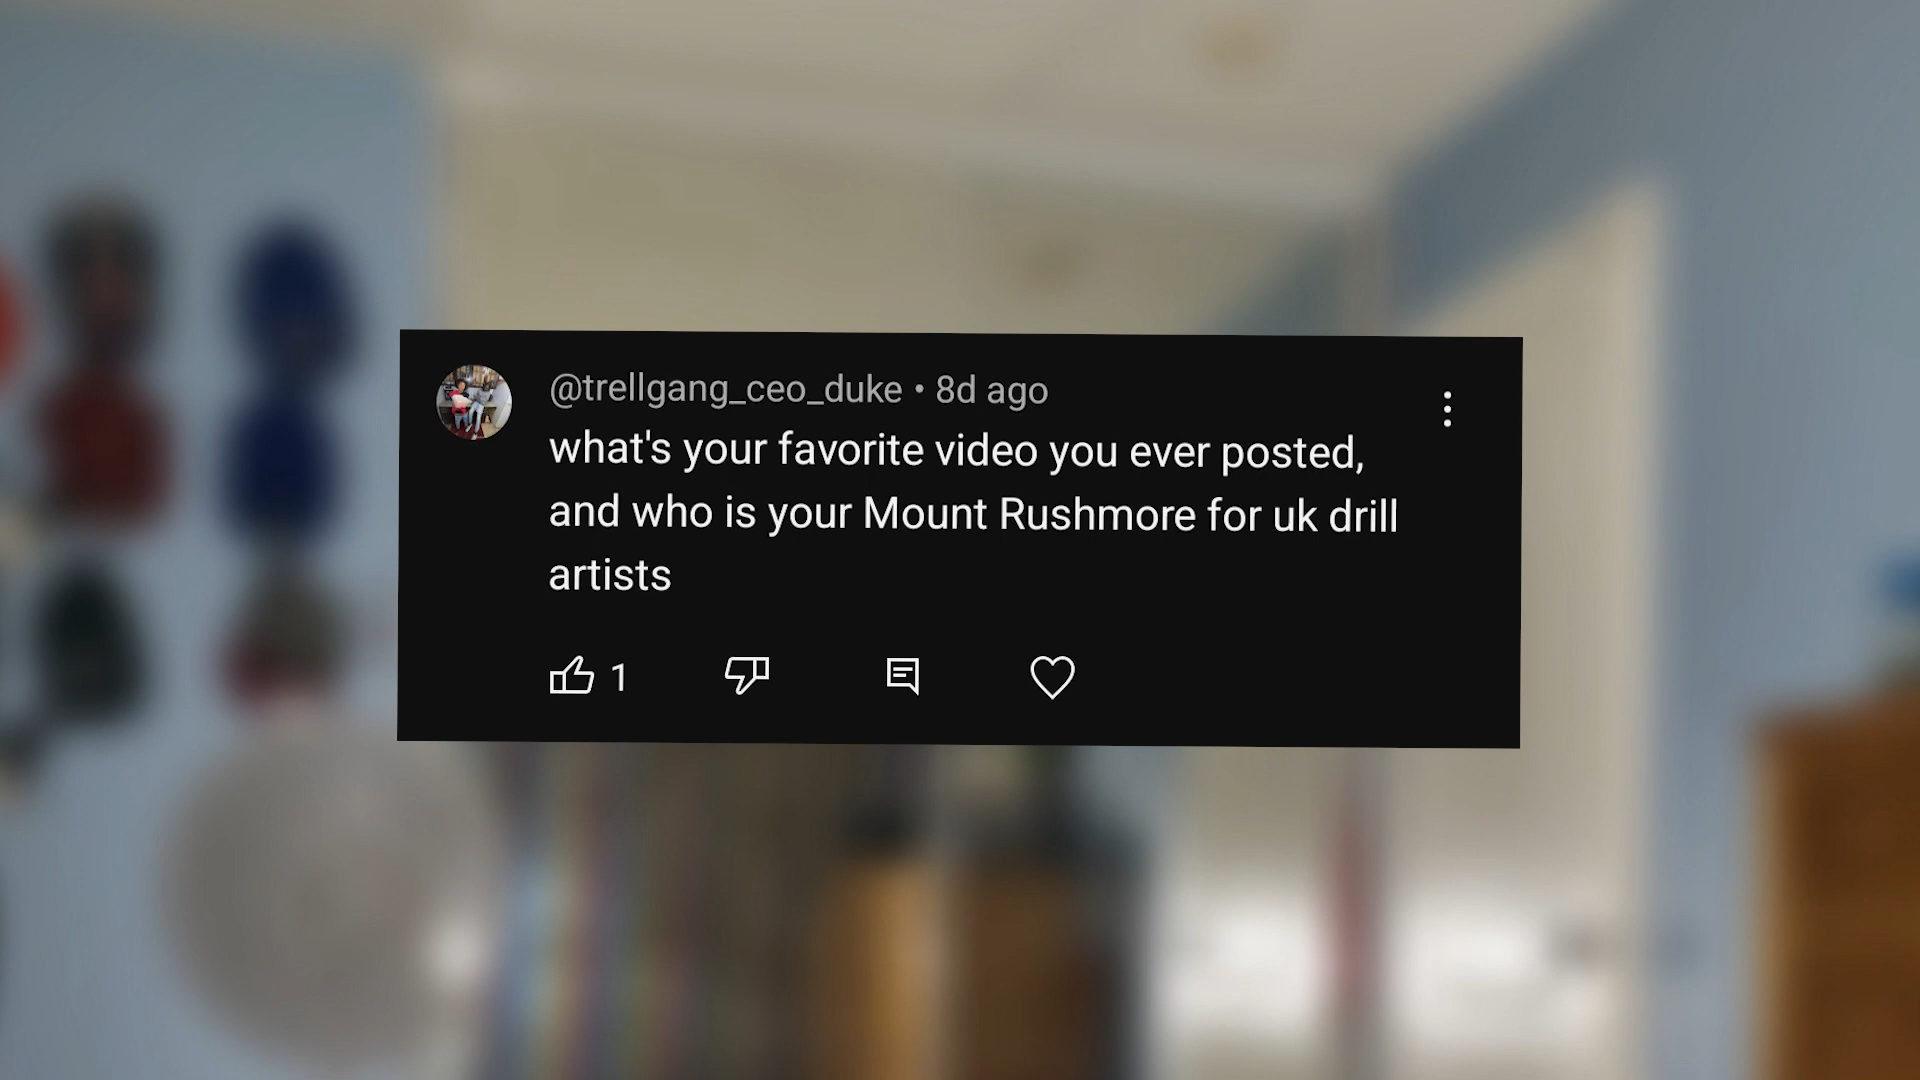 @trellgang_ceo_duke • 8d ago
what's your favorite video you ever posted,
and who is your Mount Rushmore for uk drill
artists
1